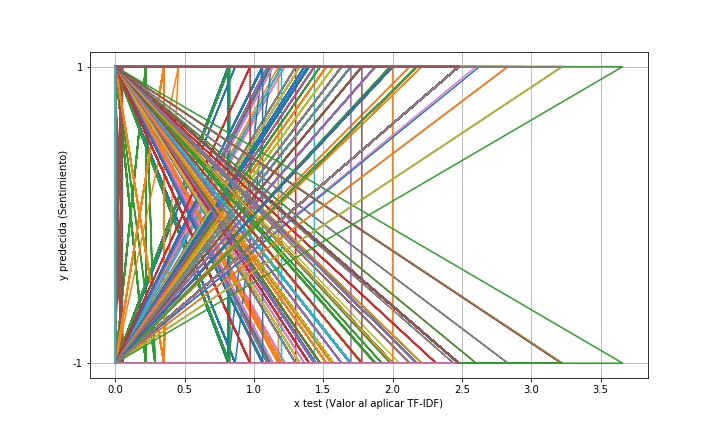 y predecida (Sentimiento)
1
-1
0.0 0.5 1.0 1.5 2.0 2.5 3.0 3.5
x test (Valor al aplicar TF-IDF)